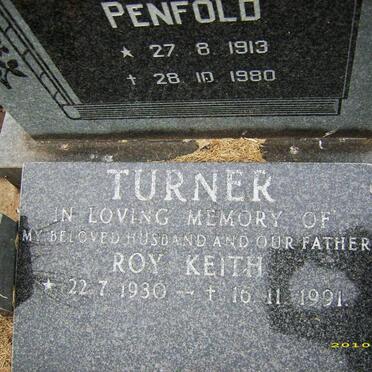 PENFOLD
★ 27 8 1913
† 28 10 1980
TURNER
IN LOVING MEMORY OF
MY BELOVED HUSBAND AND OUR FATHER
ROY KEITH
★ 22 7 1930 -- † 16.11.1991.
2010